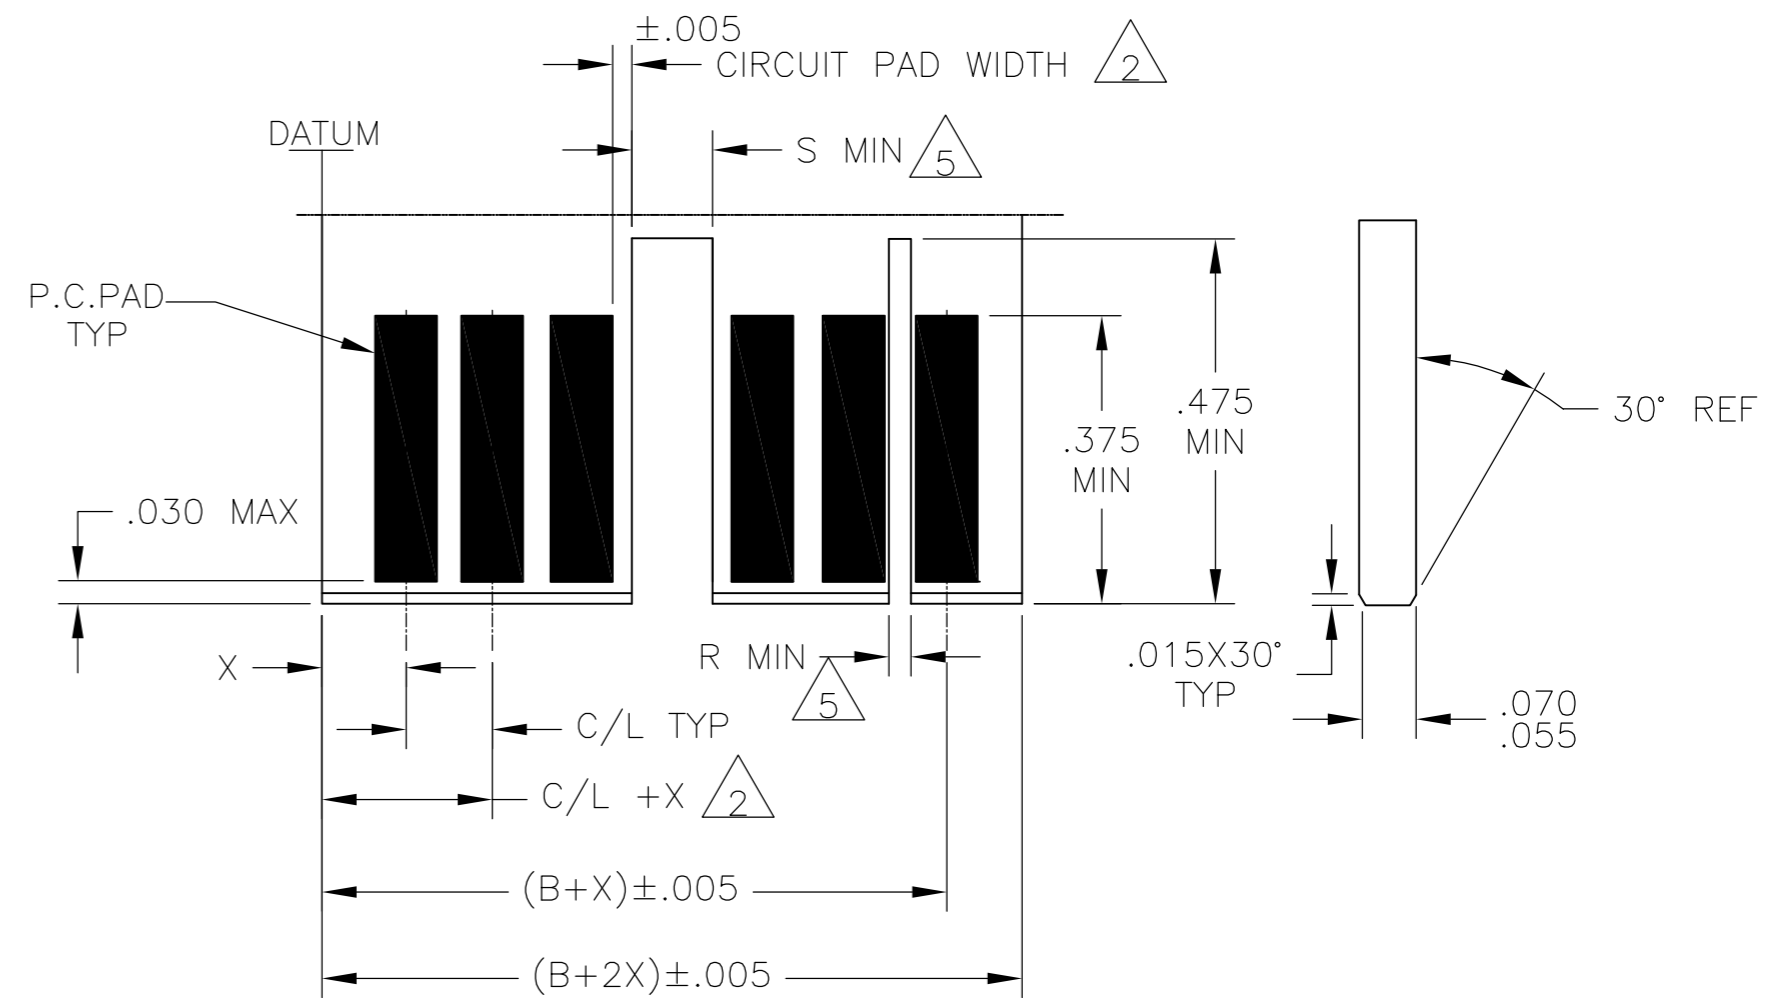 ±.005
CIRCUIT PAD WIDTH 2
DATUM
S MIN 5
P.C.PAD
TYP
.475
MIN
.375
MIN
30° REF
.030 MAX
X
R MIN
5
.015X30°
TYP
.070
.055
C/L TYP
C/L +X 2
(B+X)±.005
(B+2X)±.005